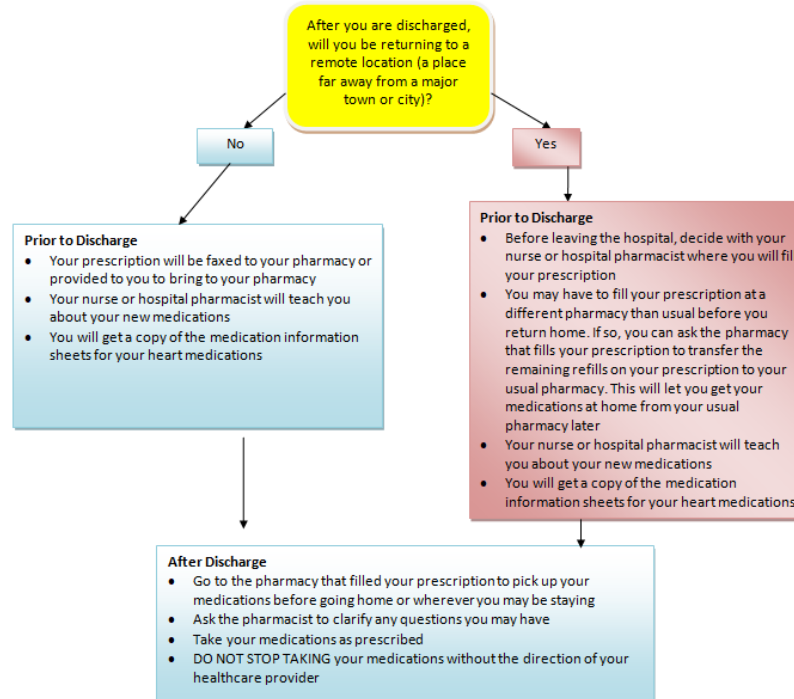 After you are discharged,
will you be returning to a
remote location (a place
far away from a major
town or city)?
No
Yes
Prior to Discharge
• Your prescription will be faxed to your pharmacy or
provided to you to bring to your pharmacy
• Your nurse or hospital pharmacist will teach you
about your new medications
• You will get a copy of the medication information
sheets for your heart medications
Prior to Discharge
• Before leaving the hospital, decide with your
nurse or hospital pharmacist where you will fill
your prescription
• You may have to fill your prescription at a
different pharmacy than usual before you
return home. If so, you can ask the pharmacy
that fills your prescription to transfer the
remaining refills on your prescription to your
usual pharmacy. This will let you get your
medications at home from your usual
pharmacy later
• Your nurse or hospital pharmacist will teach
you about your new medications
• You will get a copy of the medication
information sheets for your heart medications
After Discharge
• Go to the pharmacy that filled your prescription to pick up your
medications before going home or wherever you may be staying
• Ask the pharmacist to clarify any questions you may have
• Take your medications as prescribed
• DO NOT STOP TAKING your medications without the direction of your
healthcare provider